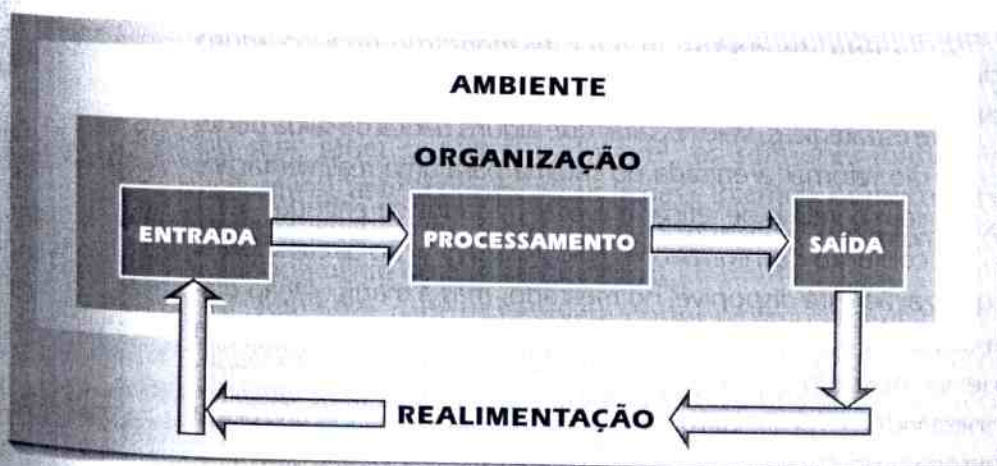 AMBIENTE
ORGANIZAÇÃO
ENTRADA
PROCESSAMENTO
SAÍDA
REALIMENTAÇÃO